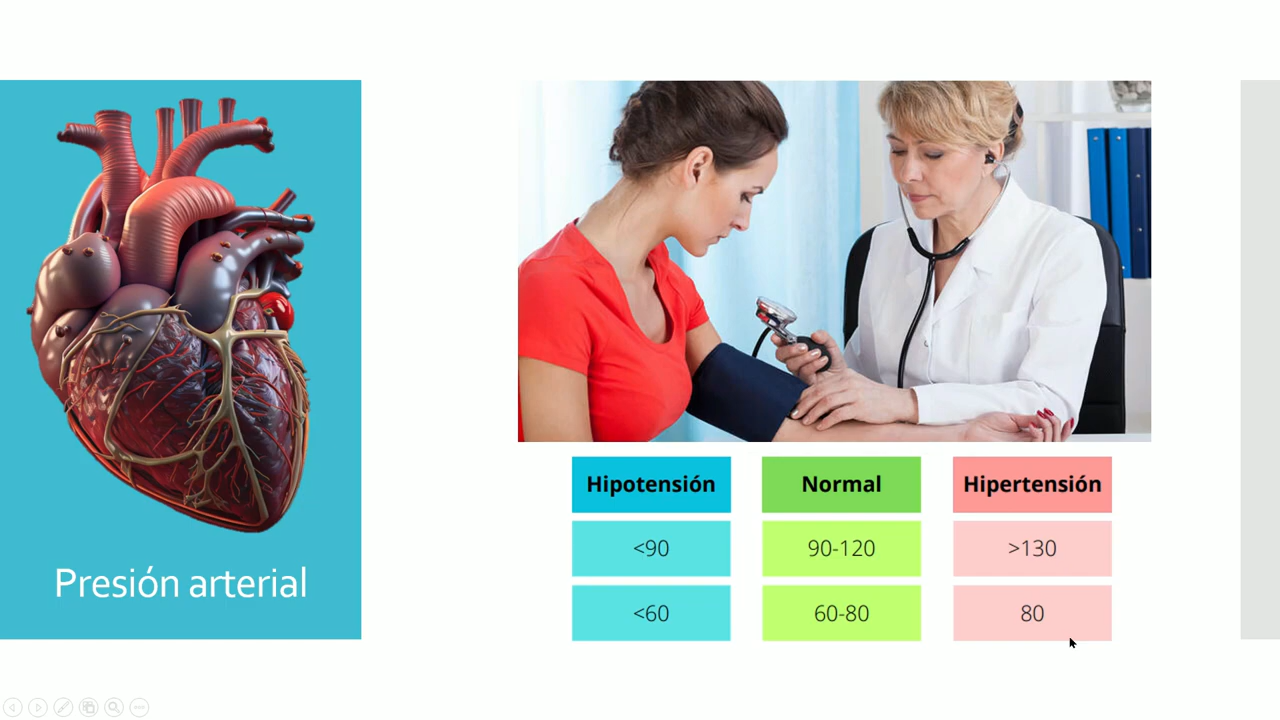 Presión arterial
Hipotensión Normal Hipertensión
<90 90-120 >130
<60 60-80 80